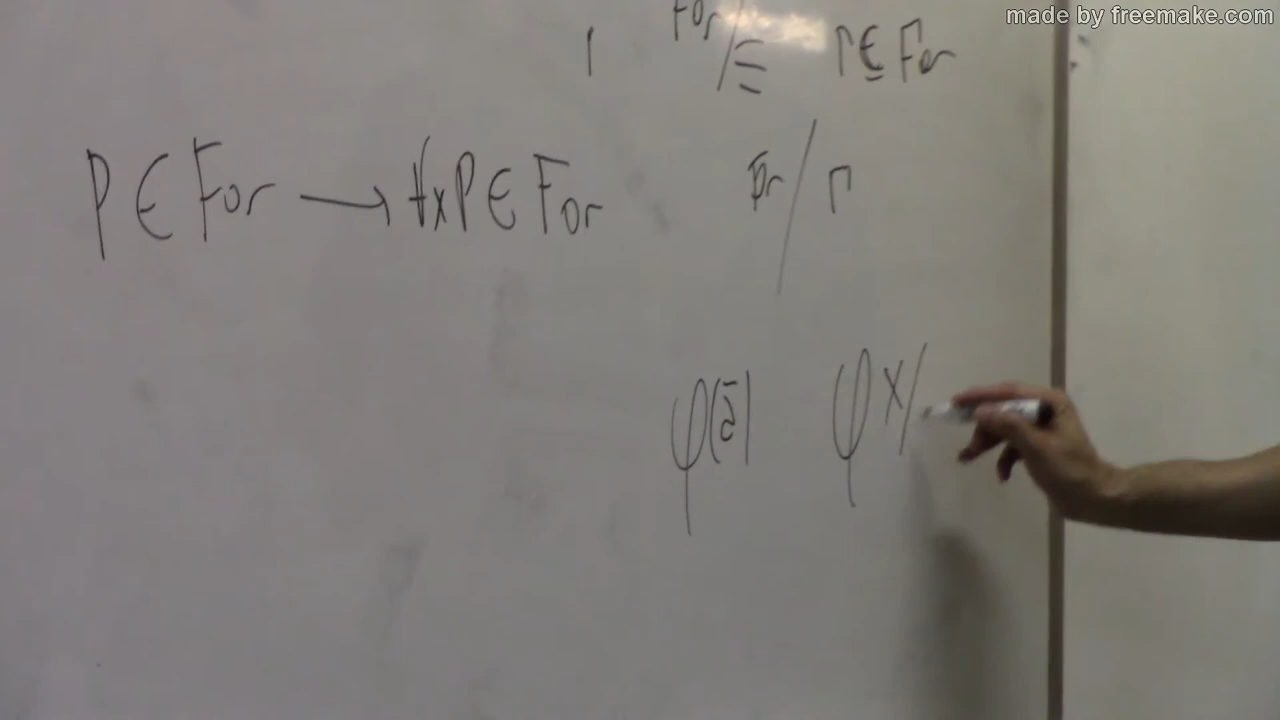 made by freemake.com
For/≡ Γ⊆For
P∈For → ∀xP∈For
For/Γ
φ(ā) φ x/